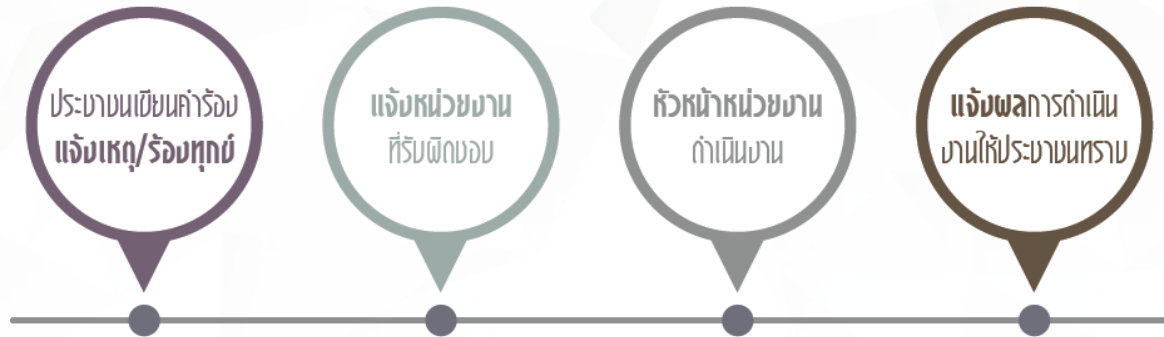 ประชาชนเขียนคำร้อง
แจ้งเหตุ/ร้องทุกข์
แจ้งหน่วยงาน
ที่รับผิดชอบ
หัวหน้าหน่วยงาน
ดำเนินงาน
แจ้งผลการดำเนิน
งานให้ประชาชนทราบ